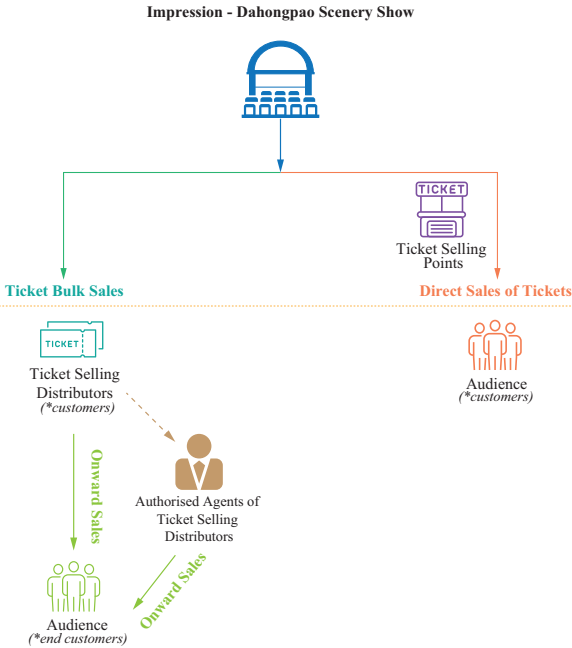 Impression - Dahongpao Scenery Show
TICKET
Ticket Selling
Points
Ticket Bulk Sales
Direct Sales of Tickets
TICKET
Ticket Selling
Distributors
(*customers)
Audience
(*customers)
Onward Sales
Authorised Agents of
Ticket Selling
Distributors
Onward Sales
Audience
(*end customers)